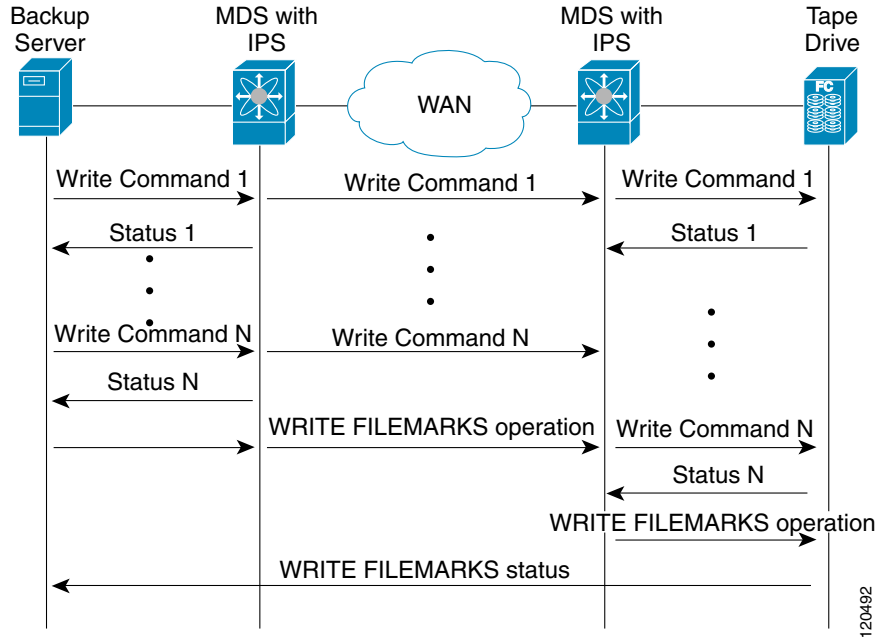 Backup
Server
MDS with
IPS
MDS with
IPS
Tape
Drive
WAN
FC
Write Command 1
Write Command 1
Write Command 1
Status 1
Status 1
Write Command N
Write Command N
Status N
WRITE FILEMARKS operation
Write Command N
Status N
WRITE FILEMARKS operation
WRITE FILEMARKS status
120492